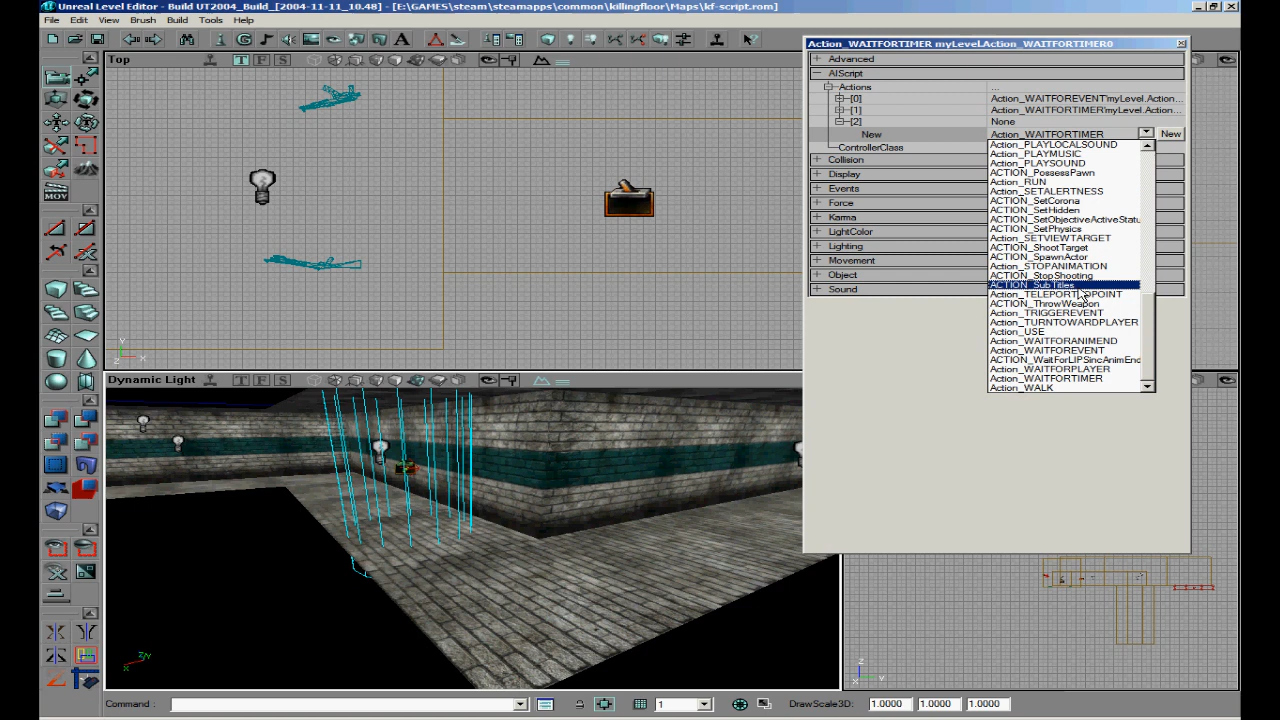 Unreal Level Editor - Build UT2004_Build_[2004-11-11_10.48] - [E:\GAMES\steam\steamapps\common\killingfloor\Maps\kf-script.rom]
File Edit View Brush Build Tools Help
Top
Action_WAITFORTIMER myLevel.Action_WAITFORTIMER0
Advanced
AIScript
Actions ...
[0] Action_WAITFOREVENT'myLevel.Action...
[1] Action_WAITFORTIMER'myLevel.Action...
[2] None
New Action_WAITFORTIMER New
ControllerClass
Collision
Display
Events
Force
Karma
LightColor
Lighting
Movement
Object
Sound
Action_PLAYLOCALSOUND
Action_PLAYMUSIC
Action_PLAYSOUND
ACTION_PossessPawn
Action_RUN
Action_SETALERTNESS
ACTION_SetCorona
ACTION_SetHidden
ACTION_SetObjectiveActiveStatu
ACTION_SetPhysics
Action_SETVIEWTARGET
ACTION_ShootTarget
ACTION_SpawnActor
Action_STOPANIMATION
ACTION_StopShooting
ACTION_SubTitles
Action_TELEPORTTOPOINT
ACTION_ThrowWeapon
Action_TRIGGEREVENT
Action_TURNTOWARDPLAYER
Action_USE
Action_WAITFORANIMEND
Action_WAITFOREVENT
ACTION_WaitForLIPSincAnimEnd
Action_WAITFORPLAYER
Action_WAITFORTIMER
Action_WALK
Dynamic Light
MOV
Command :
1
DrawScale3D: 1.0000 1.0000 1.0000